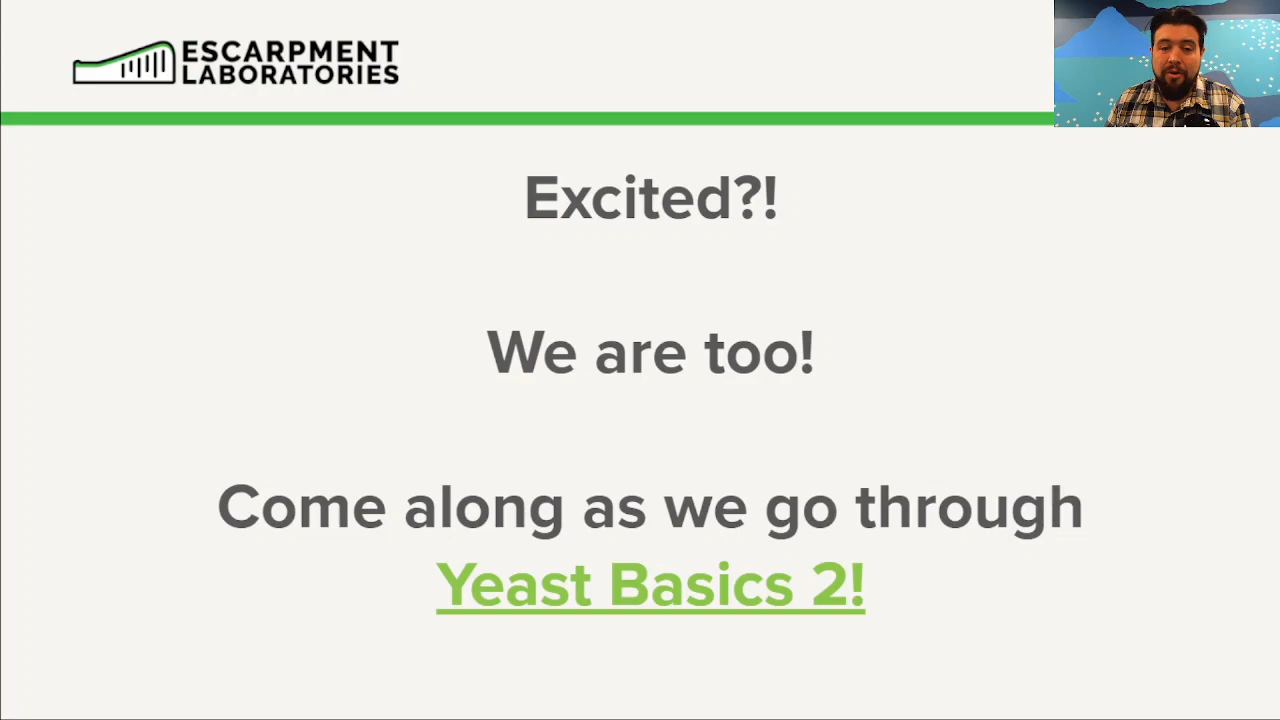 ESCARPMENT
LABORATORIES
Excited?!
We are too!
Come along as we go through
Yeast Basics 2!